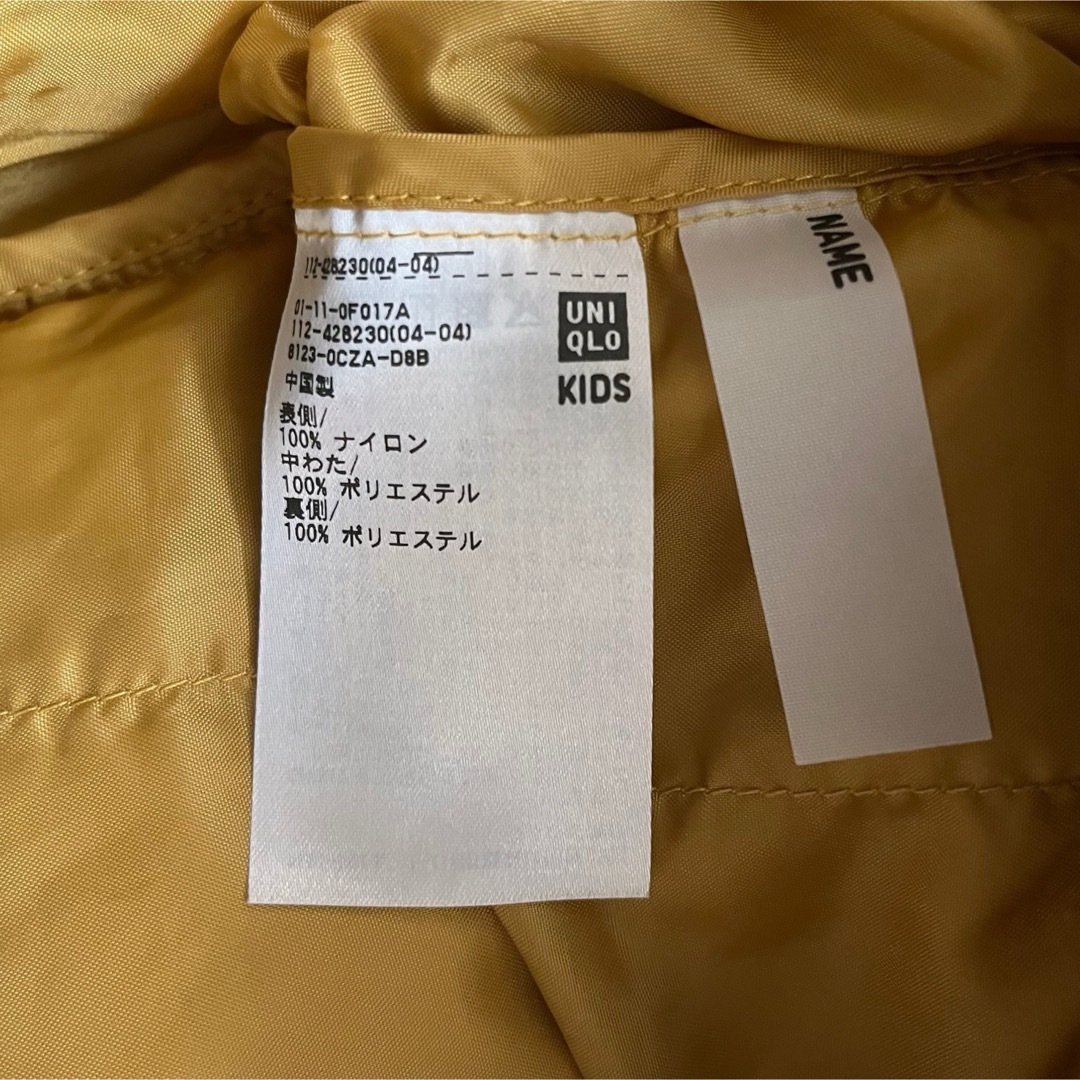 112-428230(04-04)
01-11-0F017A
112-428230(04-04)
8123-0CZA-D8B
中国製
表側/
100% ナイロン
中わた/
100% ポリエステル
裏側/
100% ポリエステル
UNI
QLO
KIDS
NAME